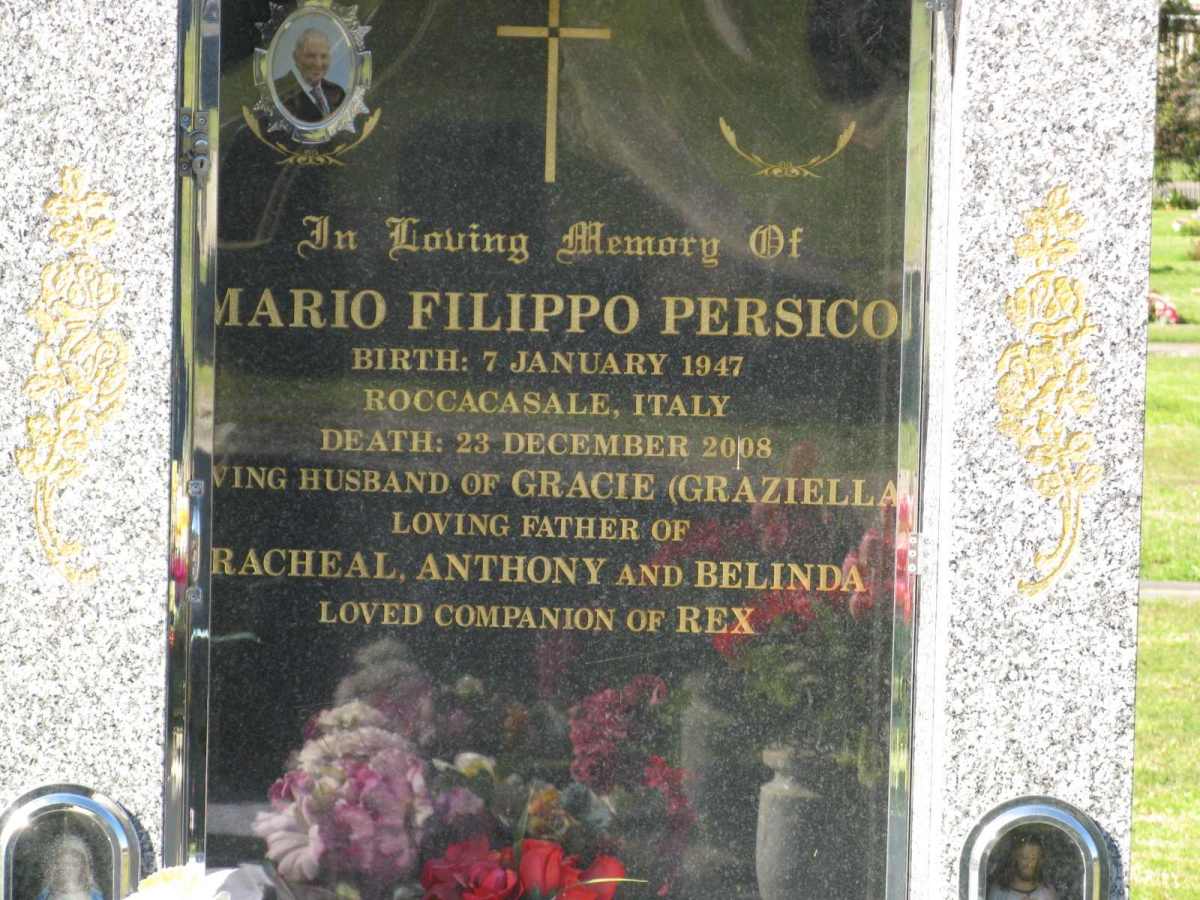 In Loving Memory Of
MARIO FILIPPO PERSICO
BIRTH: 7 JANUARY 1947
ROCCACASALE, ITALY
DEATH: 23 DECEMBER 2008
VING HUSBAND OF GRACIE (GRAZIELLA
LOVING FATHER OF
RACHEAL, ANTHONY AND BELINDA
LOVED COMPANION OF REX